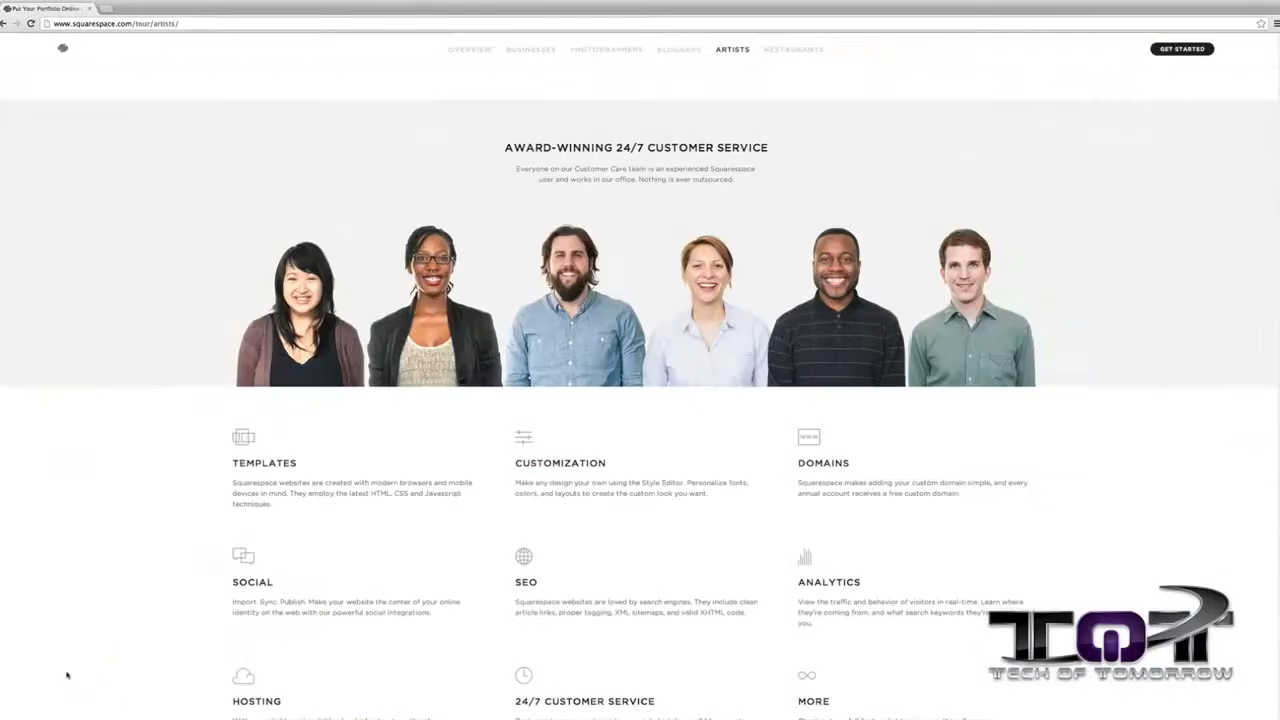 Put Your Portfolio Online
www.squarespace.com/tour/artists/
OVERVIEW BUSINESSES PHOTOGRAPHERS BLOGGERS ARTISTS RESTAURANTS
GET STARTED
AWARD-WINNING 24/7 CUSTOMER SERVICE
Everyone on our Customer Care team is an experienced Squarespace
user and works in our office. Nothing is ever outsourced.
TEMPLATES
Squarespace websites are created with modern browsers and mobile
devices in mind. They employ the latest HTML, CSS and Javascript
techniques.
CUSTOMIZATION
Make any design your own using the Style Editor. Personalize fonts,
colors, and layouts to create the custom look you want.
DOMAINS
Squarespace makes adding your custom domain simple, and every
annual account receives a free custom domain.
SOCIAL
Import. Sync. Publish. Make your website the center of your online
identity on the web with our powerful social integrations.
SEO
Squarespace websites are loved by search engines. They include clean
article links, proper tagging, XML sitemaps, and valid XHTML code.
ANALYTICS
View the traffic and behavior of visitors in real-time. Learn where
they're coming from, and what search keywords they're
you.
HOSTING
24/7 CUSTOMER SERVICE
MORE
TOT
TECH OF TOMORROW